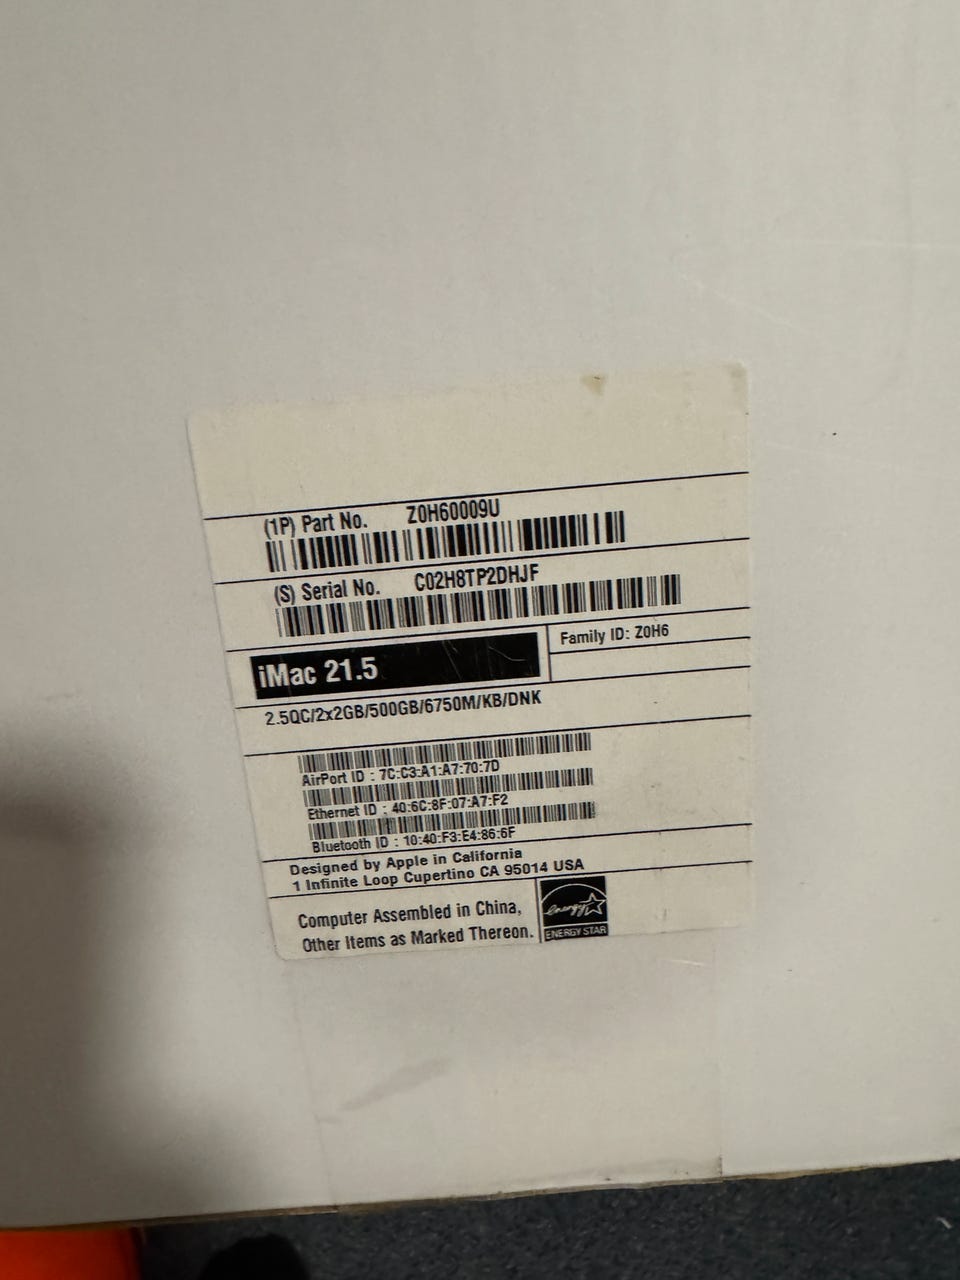 (1P) Part No. Z0H60009U
(S) Serial No. C02H8TP2DHJF
iMac 21.5
Family ID: Z0H6
2.5QC/2x2GB/500GB/6750M/KB/DNK
AirPort ID : 7C:C3:A1:A7:70:7D
Ethernet ID : 40:6C:8F:07:A7:F2
Bluetooth ID : 10:40:F3:E4:86:6F
Designed by Apple in California
1 Infinite Loop Cupertino CA 95014 USA
Computer Assembled in China,
Other Items as Marked Thereon.
energy
ENERGY STAR